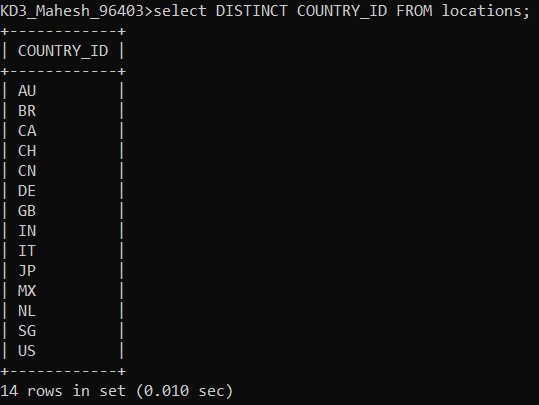 KD3_Mahesh_96403>select DISTINCT COUNTRY_ID FROM locations;
+------------+
| COUNTRY_ID |
+------------+
| AU         |
| BR         |
| CA         |
| CH         |
| CN         |
| DE         |
| GB         |
| IN         |
| IT         |
| JP         |
| MX         |
| NL         |
| SG         |
| US         |
+------------+
14 rows in set (0.010 sec)